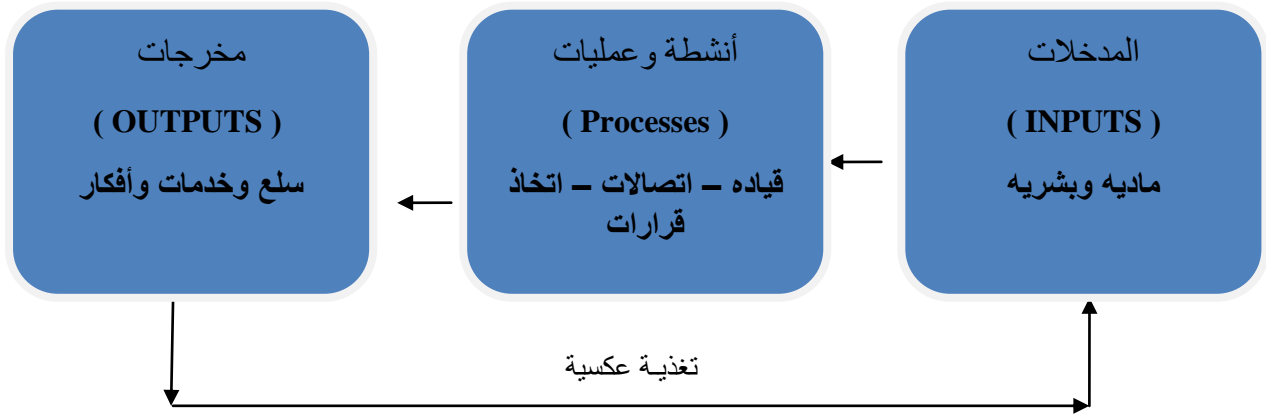 المدخلات
( INPUTS )
ماديه وبشريه
أنشطة وعمليات
( Processes )
قياده – اتصالات – اتخاذ
قرارات
مخرجات
( OUTPUTS )
سلع وخدمات وأفكار
تغذيـة عكسية